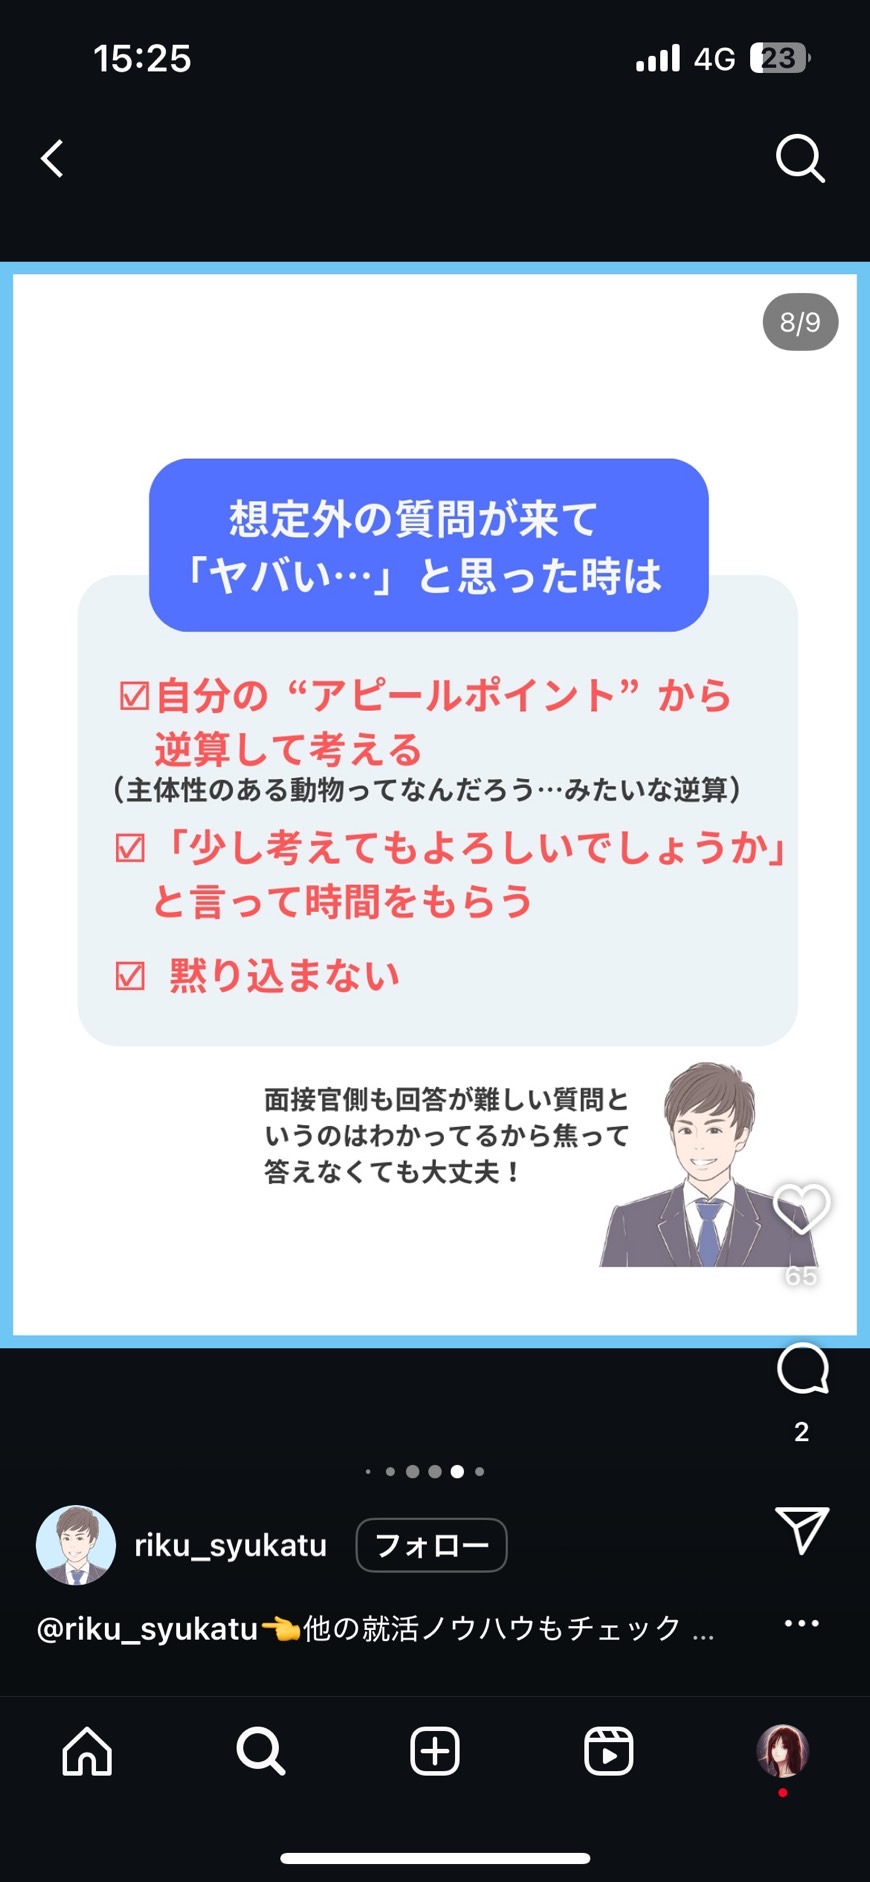 15:25
4G
23
8/9
想定外の質問が来て
「ヤバい…」と思った時は
☑自分の“アピールポイント”から
逆算して考える
（主体性のある動物ってなんだろう…みたいな逆算）
☑「少し考えてもよろしいでしょうか」
と言って時間をもらう
☑ 黙り込まない
面接官側も回答が難しい質問と
いうのはわかってるから焦って
答えなくても大丈夫！
65
2
riku_syukatu
フォロー
@riku_syukatu👈他の就活ノウハウもチェック ...